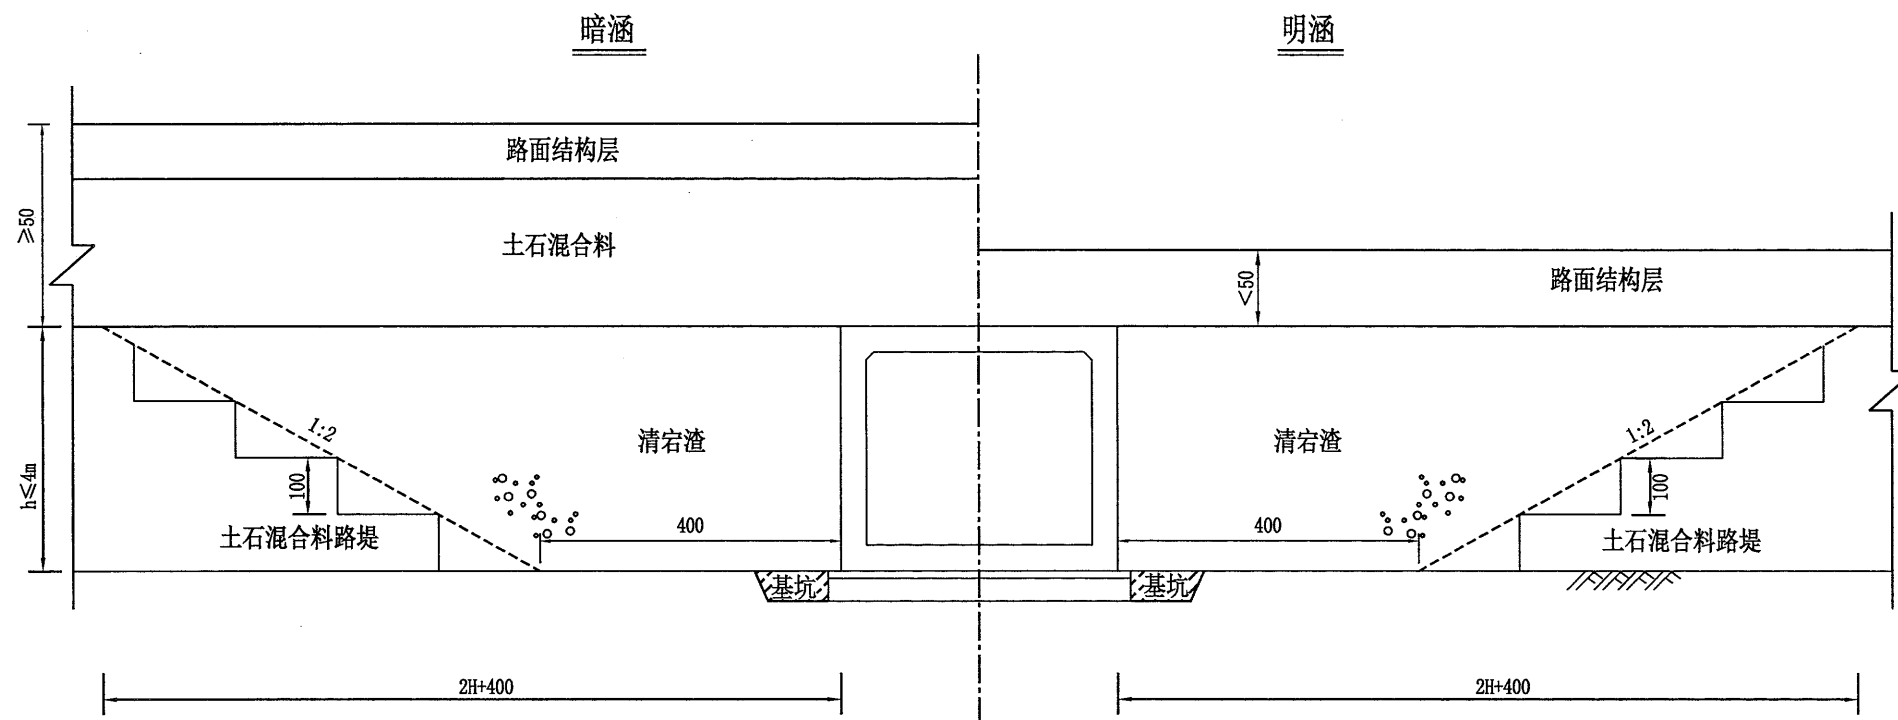 暗涵
明涵
路面结构层
≥50
土石混合料
<50
路面结构层
1:2
清宕渣
清宕渣
1:2
h≤4m
100
100
400
400
土石混合料路堤
土石混合料路堤
基坑
基坑
2H+400
2H+400